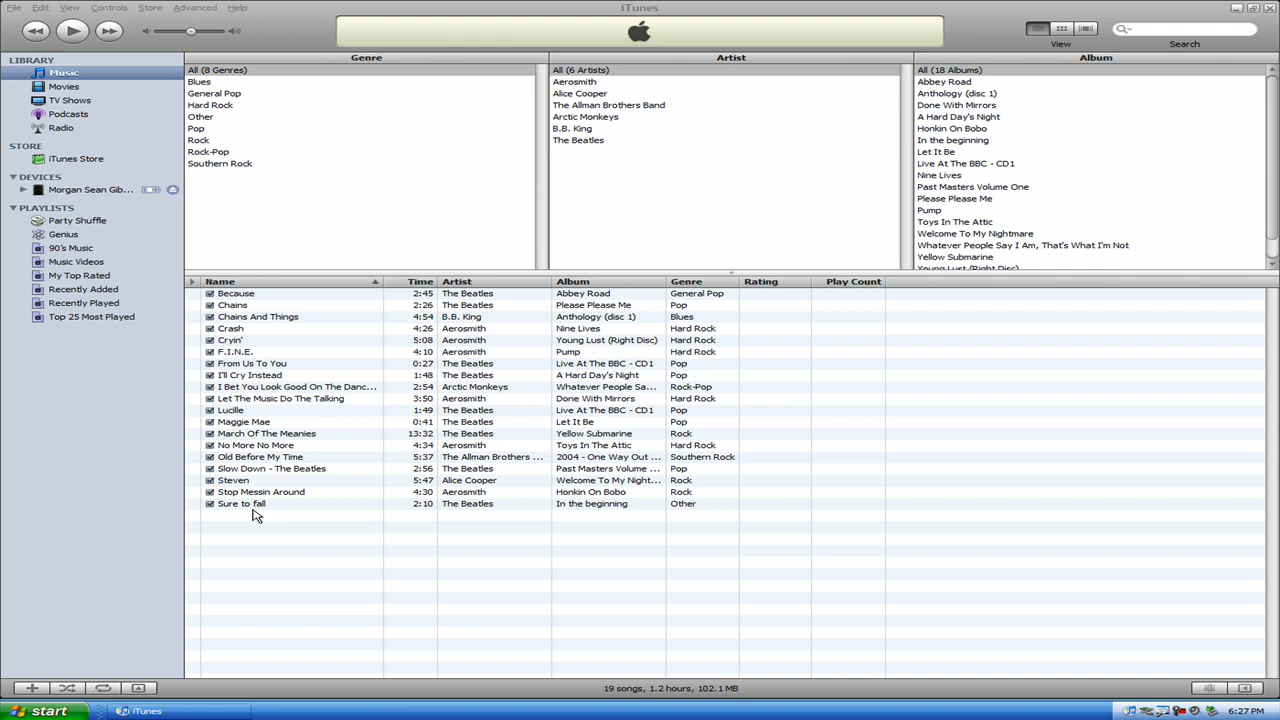 File Edit View Controls Store Advanced Help
iTunes
View
Search
LIBRARY
Music
Movies
TV Shows
Podcasts
Radio
STORE
iTunes Store
DEVICES
Morgan Sean Gib...
PLAYLISTS
Party Shuffle
Genius
90's Music
Music Videos
My Top Rated
Recently Added
Recently Played
Top 25 Most Played
Genre
All (8 Genres)
Blues
General Pop
Hard Rock
Other
Pop
Rock
Rock-Pop
Southern Rock
Artist
All (6 Artists)
Aerosmith
Alice Cooper
The Allman Brothers Band
Arctic Monkeys
B.B. King
The Beatles
Album
All (18 Albums)
Abbey Road
Anthology (disc 1)
Done With Mirrors
A Hard Day's Night
Honkin On Bobo
In the beginning
Let It Be
Live At The BBC - CD1
Nine Lives
Past Masters Volume One
Please Please Me
Pump
Toys In The Attic
Welcome To My Nightmare
Whatever People Say I Am, That's What I'm Not
Yellow Submarine
Young Lust (Right Disc)
Name Time Artist Album Genre Rating Play Count
Because 2:45 The Beatles Abbey Road General Pop
Chains 2:26 The Beatles Please Please Me Pop
Chains And Things 4:54 B.B. King Anthology (disc 1) Blues
Crash 4:26 Aerosmith Nine Lives Hard Rock
Cryin' 5:08 Aerosmith Young Lust (Right Disc) Hard Rock
F.I.N.E. 4:10 Aerosmith Pump Hard Rock
From Us To You 0:27 The Beatles Live At The BBC - CD1 Pop
I'll Cry Instead 1:48 The Beatles A Hard Day's Night Pop
I Bet You Look Good On The Danc... 2:54 Arctic Monkeys Whatever People Sa... Rock-Pop
Let The Music Do The Talking 3:50 Aerosmith Done With Mirrors Hard Rock
Lucille 1:49 The Beatles Live At The BBC - CD1 Pop
Maggie Mae 0:41 The Beatles Let It Be Pop
March Of The Meanies 13:32 The Beatles Yellow Submarine Rock
No More No More 4:34 Aerosmith Toys In The Attic Hard Rock
Old Before My Time 5:37 The Allman Brothers ... 2004 - One Way Out ... Southern Rock
Slow Down - The Beatles 2:56 The Beatles Past Masters Volume ... Pop
Steven 5:47 Alice Cooper Welcome To My Night... Rock
Stop Messin Around 4:30 Aerosmith Honkin On Bobo Rock
Sure to fall 2:10 The Beatles In the beginning Other
19 songs, 1.2 hours, 102.1 MB
start
iTunes
6:27 PM